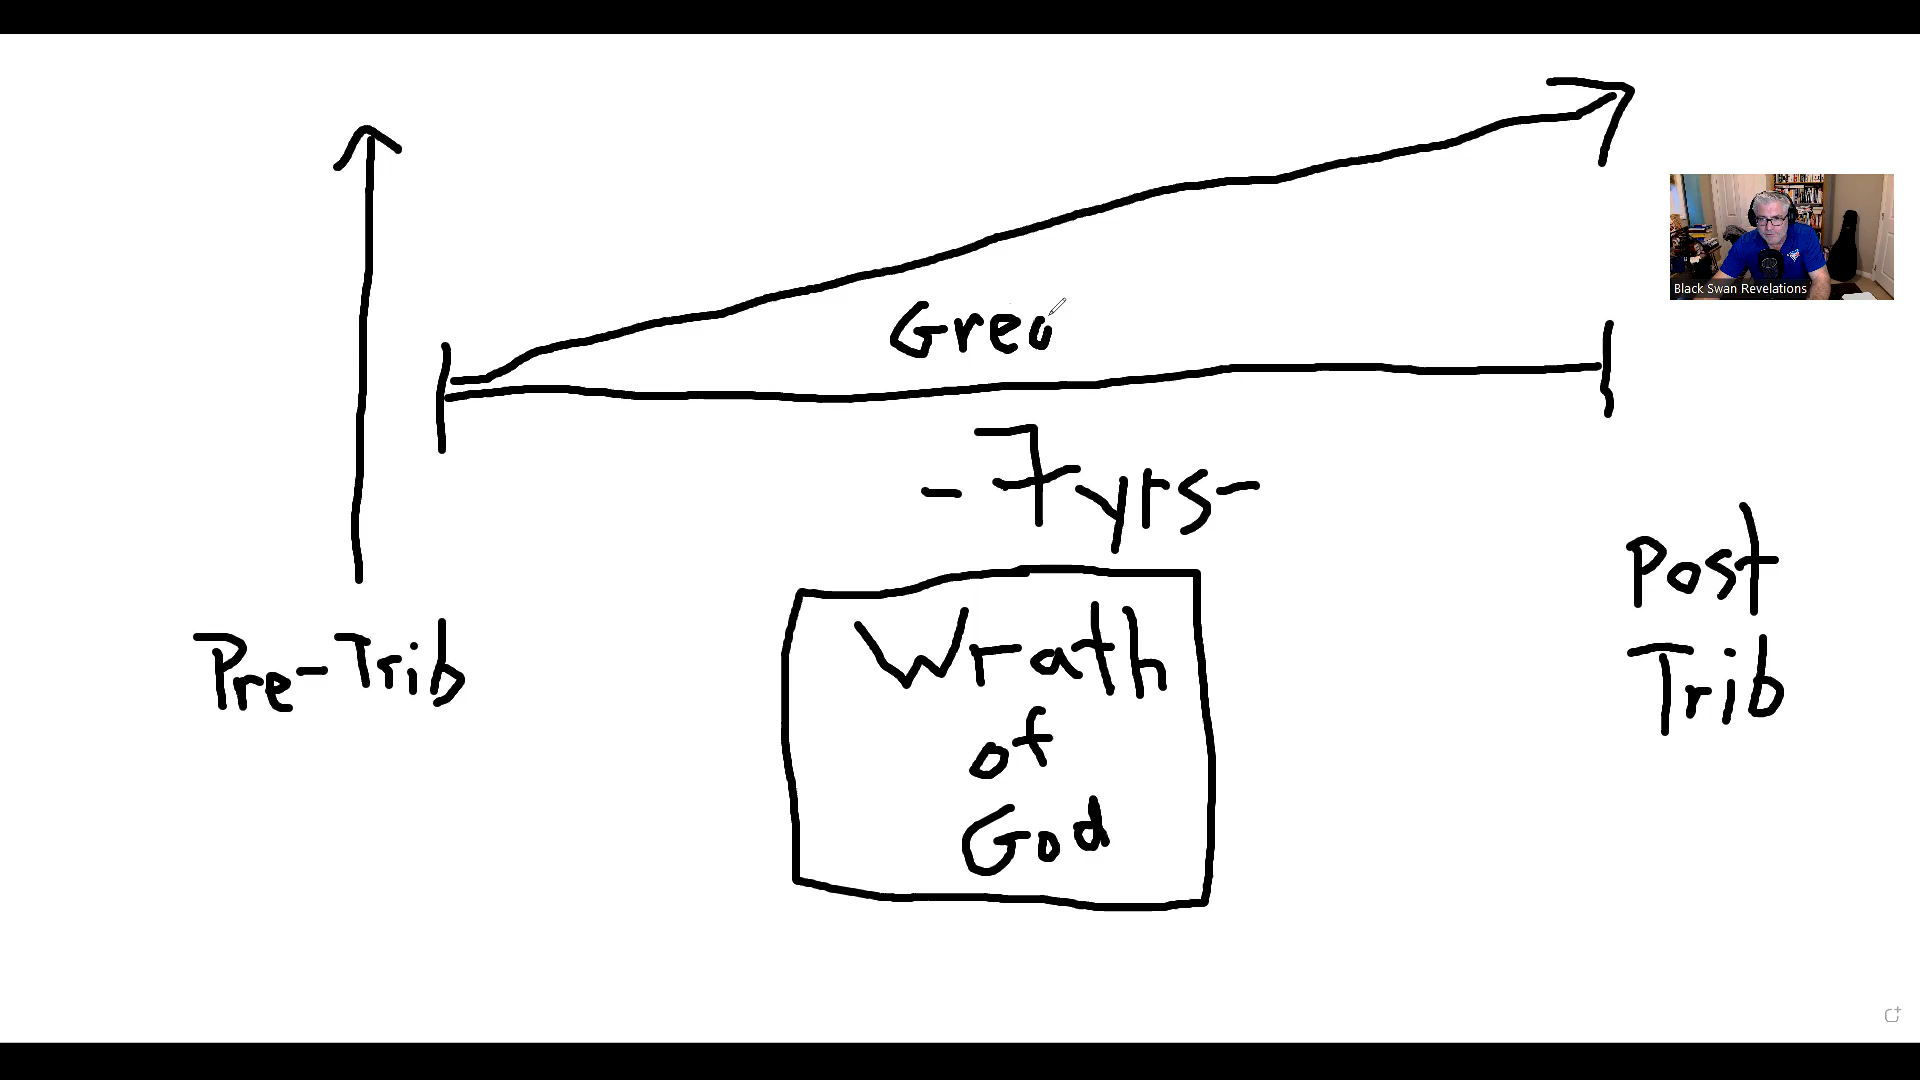 Grea
Black Swan Revelations
- 7yrs -
Pre-Trib
Wrath
of
God
Post
Trib